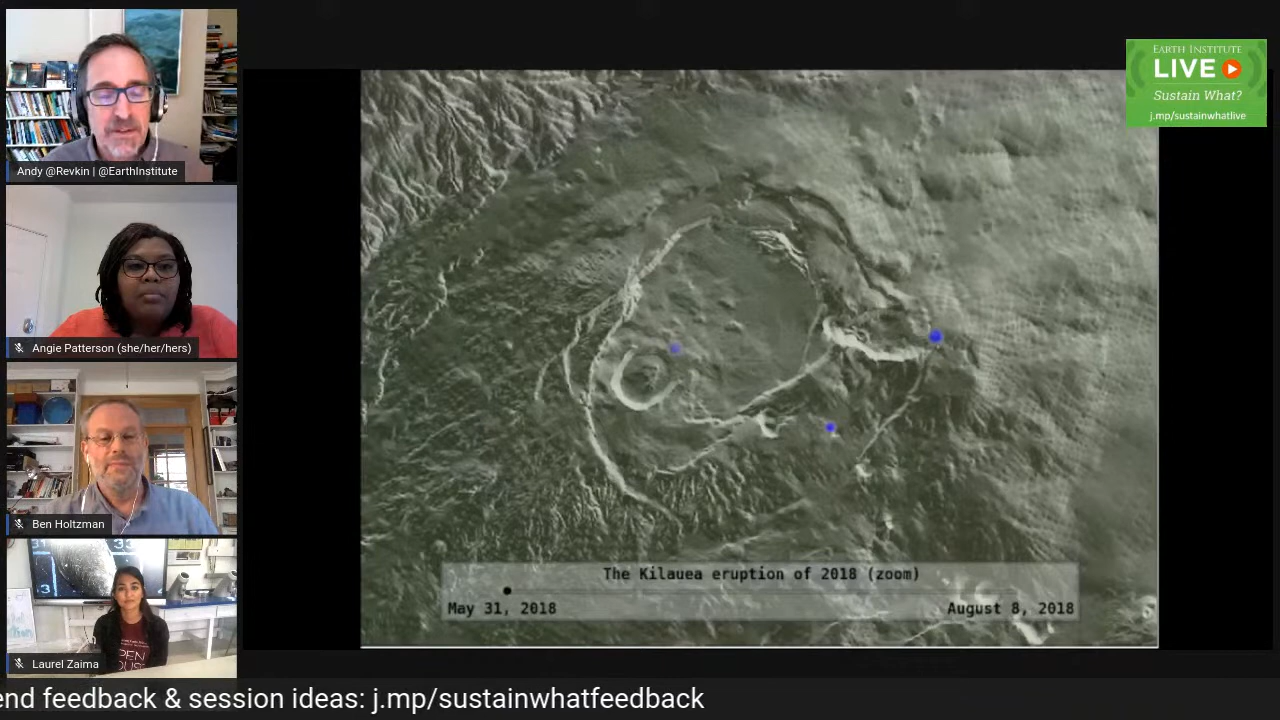 Andy @Revkin | @EarthInstitute
Angie Patterson (she/her/hers)
Ben Holtzman
Laurel Zaima
EARTH INSTITUTE
LIVE
Sustain What?
j.mp/sustainwhatlive
The Kilauea eruption of 2018 (zoom)
May 31, 2018
August 8, 2018
end feedback & session ideas: j.mp/sustainwhatfeedback